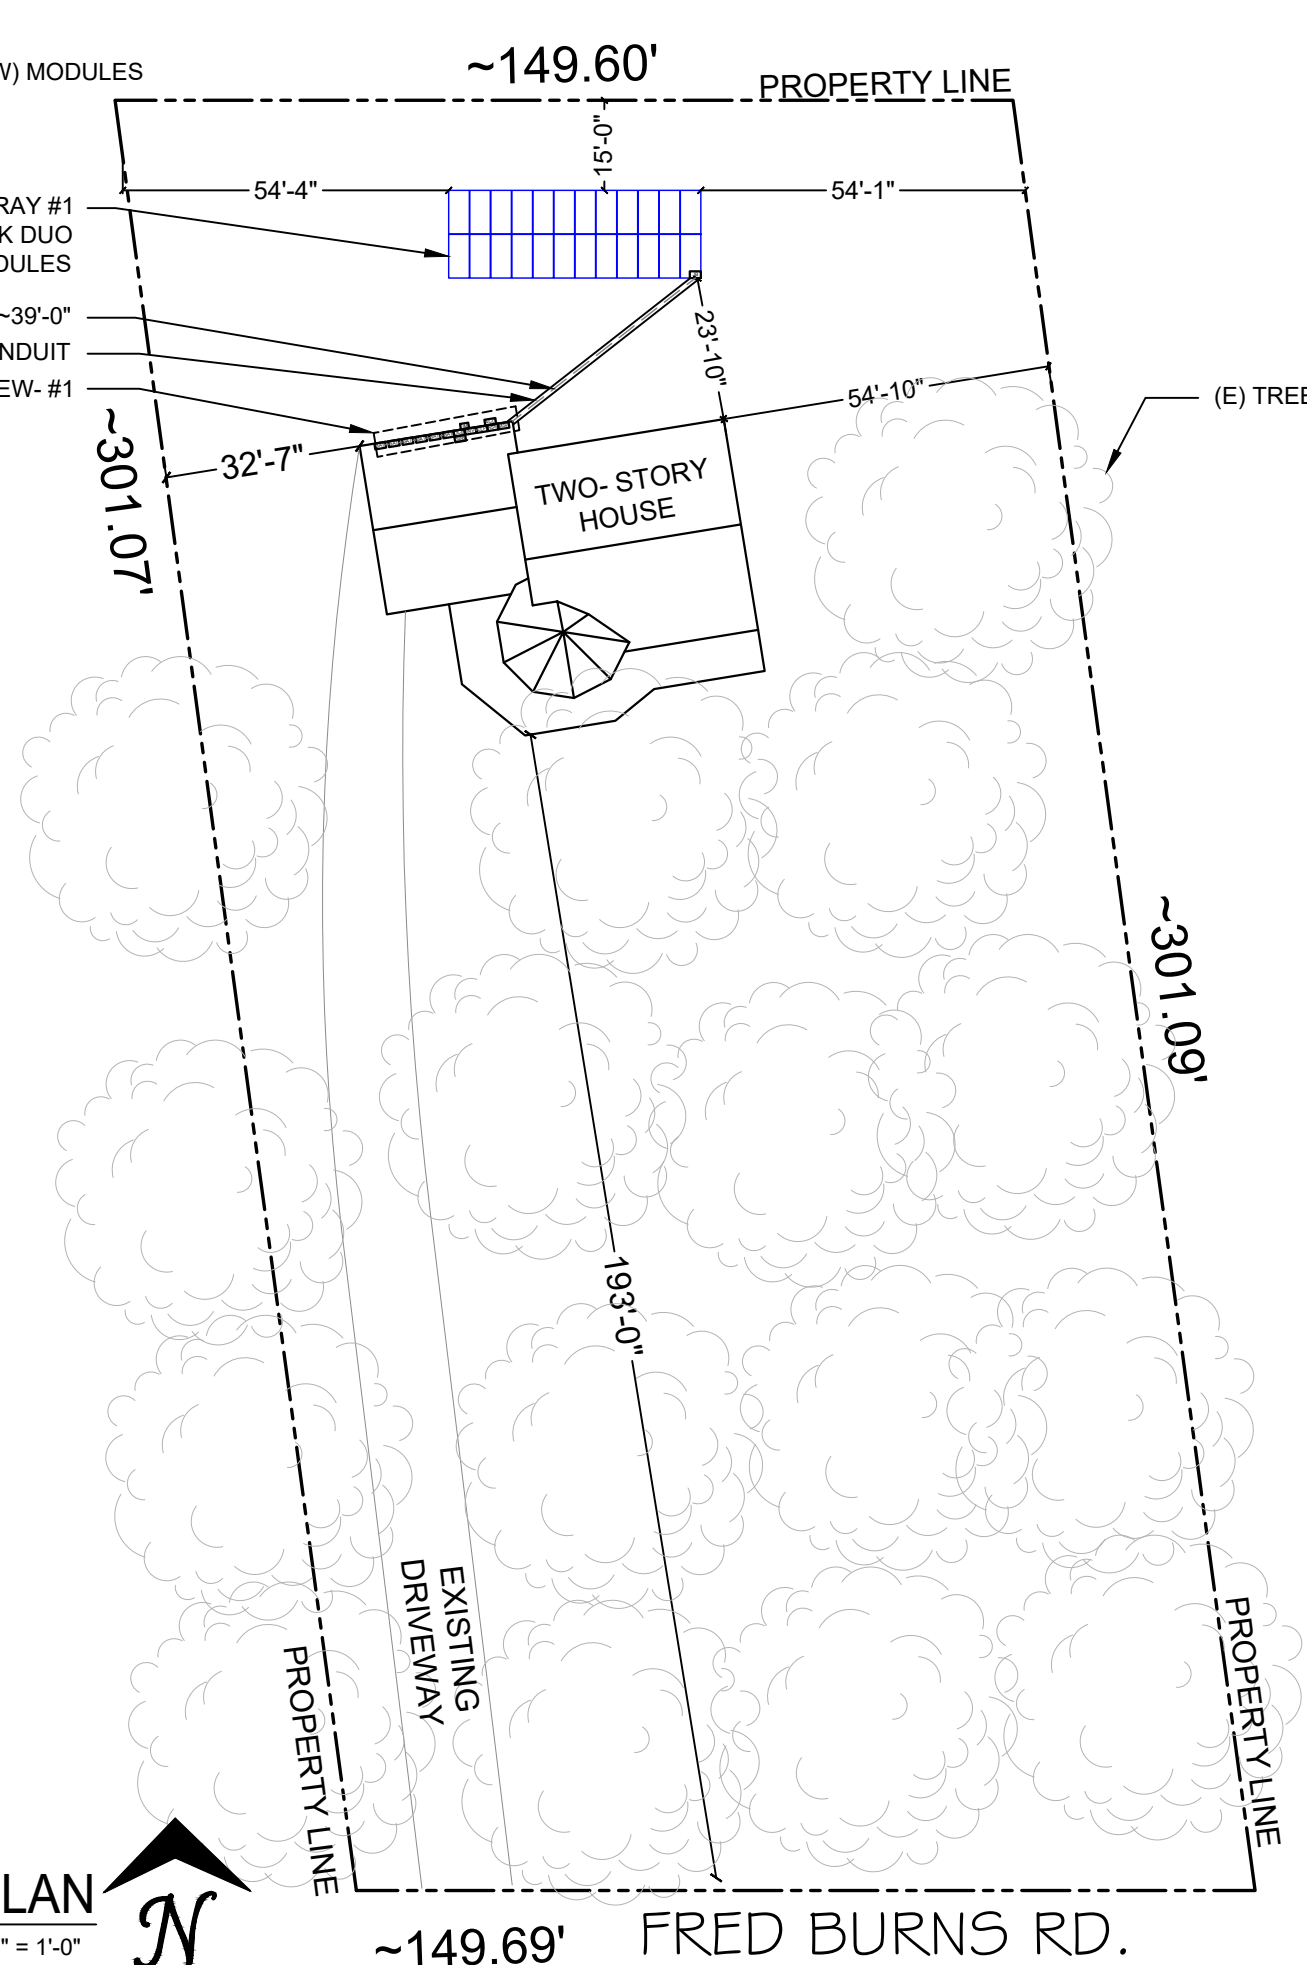 ~149.60'
W) MODULES
PROPERTY LINE
15'-0"
54'-4"
54'-1"
RAY #1
K DUO
DULES
~39'-0"
NDUIT
EW- #1
23'-10"
54'-10"
(E) TREE
32'-7"
~301.07'
TWO- STORY
HOUSE
~301.09'
193'-0"
EXISTING
DRIVEWAY
PROPERTY LINE
PROPERTY LINE
LAN
" = 1'-0"
N
~149.69'
FRED BURNS RD.